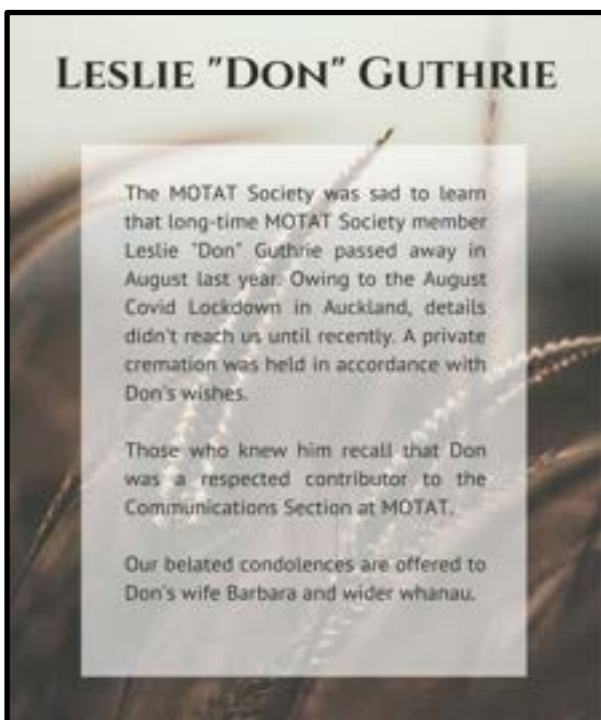 LESLIE "DON" GUTHRIE
The MOTAT Society was sad to learn
that long-time MOTAT Society member
Leslie "Don" Guthrie passed away in
August last year. Owing to the August
Covid Lockdown in Auckland, details
didn't reach us until recently. A private
cremation was held in accordance with
Don's wishes.
Those who knew him recall that Don
was a respected contributor to the
Communications Section at MOTAT.
Our belated condolences are offered to
Don's wife Barbara and wider whanau.